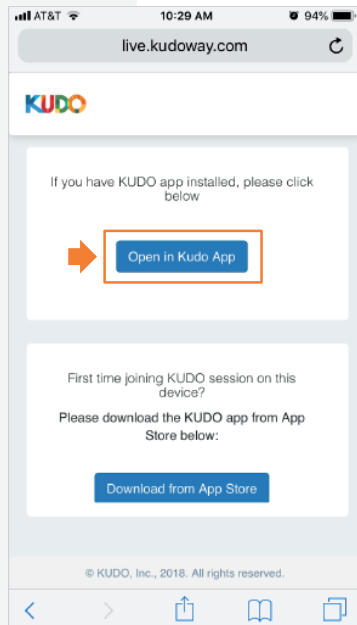 AT&T 10:29 AM 94%
live.kudoway.com
KUDO
If you have KUDO app installed, please click
below
Open in Kudo App
First time joining KUDO session on this
device?
Please download the KUDO app from App
Store below:
Download from App Store
© KUDO, Inc., 2018. All rights reserved.